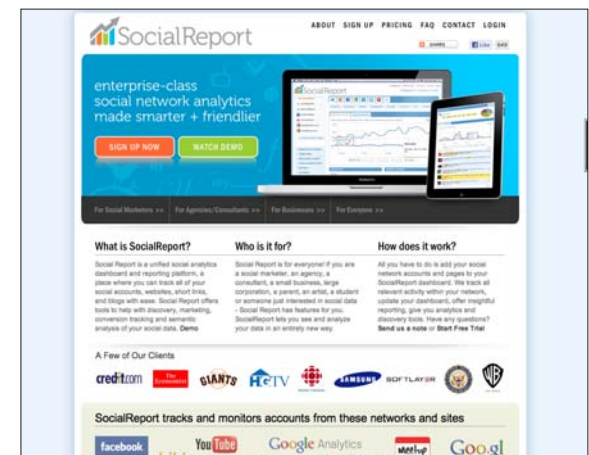 SocialReport
ABOUT SIGN UP PRICING FAQ CONTACT LOGIN
SHARE Like
enterprise-class
social network analytics
made smarter + friendlier
SIGN UP NOW WATCH DEMO
For Social Marketers >> For Agencies/Consultants >> For Businesses >> For Everyone >>
What is SocialReport?
Social Report is a unified social analytics
dashboard and reporting platform, a
place where you can track all of your
social accounts, websites, short links,
and blogs with ease. Social Report offers
tools to help with discovery, marketing,
conversion tracking and semantic
analysis of your social data. Demo
Who is it for?
Social Report is for everyone! If you are
a social marketer, an agency, a
consultant, a small business, large
corporation, a parent, an artist, a student
or someone just interested in social data
- Social Report has features for you.
SocialReport lets you see and analyze
your data in an entirely new way.
How does it work?
All you have to do is add your social
network accounts and pages to your
SocialReport dashboard. We track all
relevant activity within your network,
update your dashboard, offer insightful
reporting, give you analytics and
discovery tools. Have any questions?
Send us a note or Start Free Trial
A Few of Our Clients
credit.com The Economist GIANTS HGTV SAMSUNG SOFTLAYER WB
SocialReport tracks and monitors accounts from these networks and sites
facebook YouTube Google Analytics Meetup Goo.gl